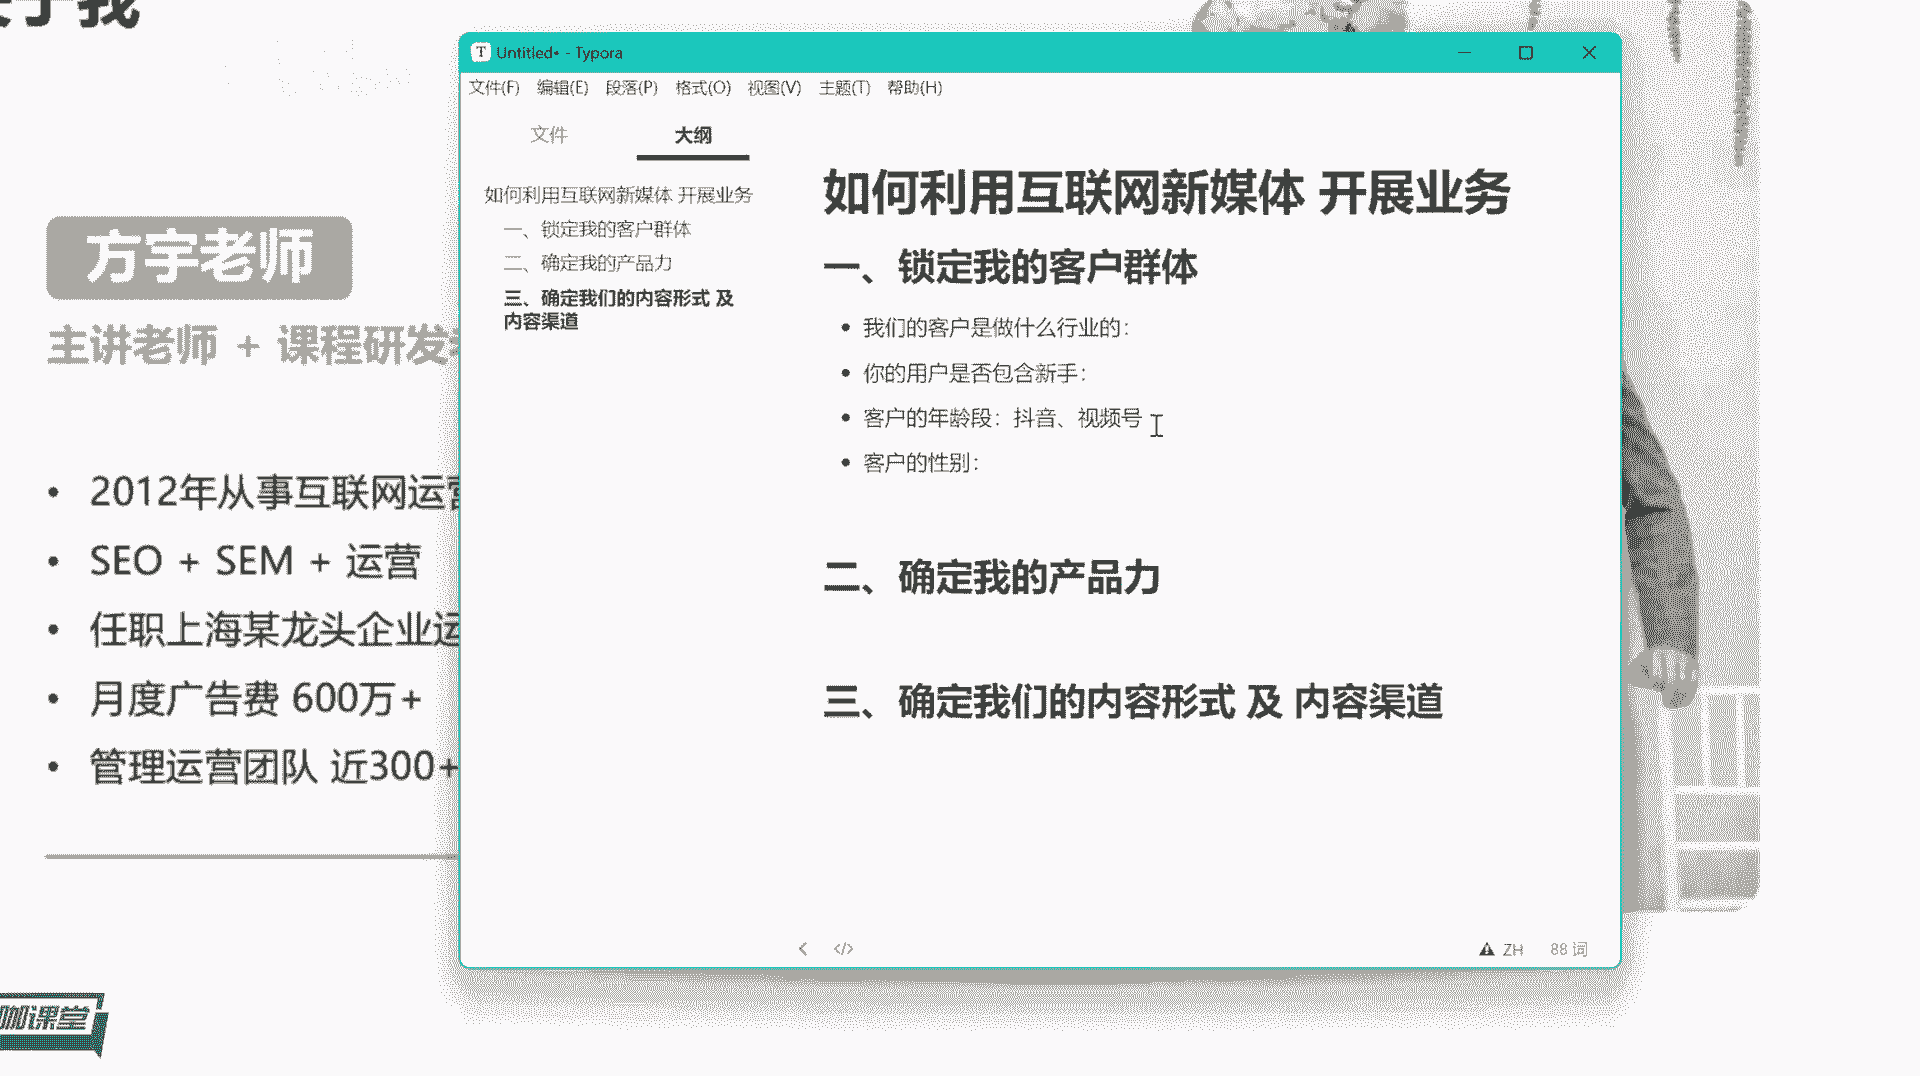 于我
方宇老师
主讲老师 + 课程研发
• 2012年从事互联网运营
• SEO + SEM + 运营
• 任职上海某龙头企业运
• 月度广告费 600万+
• 管理运营团队 近300+
咖课堂
Untitled• - Typora
文件(F) 编辑(E) 段落(P) 格式(O) 视图(V) 主题(T) 帮助(H)
文件 大纲
如何利用互联网新媒体 开展业务
一、锁定我的客户群体
二、确定我的产品力
三、确定我们的内容形式 及
内容渠道
如何利用互联网新媒体 开展业务
一、锁定我的客户群体
• 我们的客户是做什么行业的：
• 你的用户是否包含新手：
• 客户的年龄段：抖音、视频号
• 客户的性别：
二、确定我的产品力
三、确定我们的内容形式 及 内容渠道
ZH 88 词